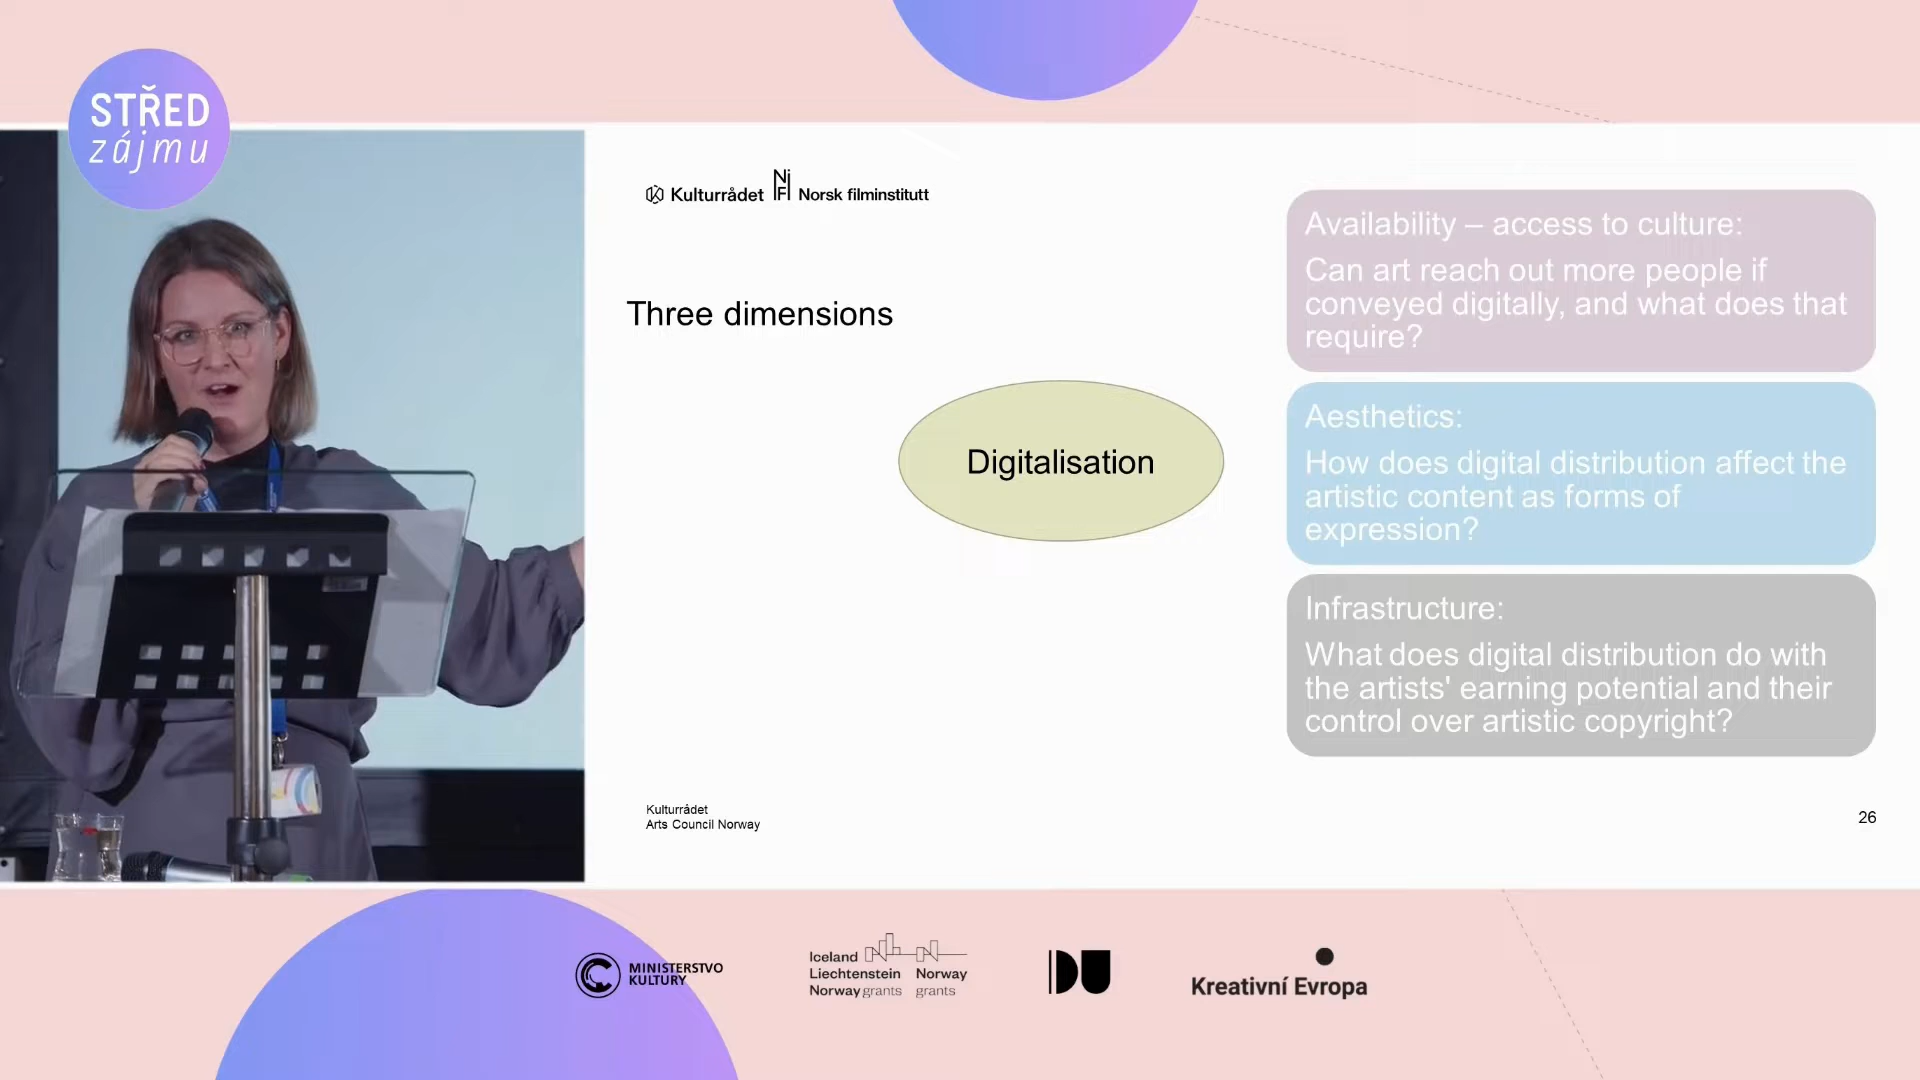 STŘED
zájmu
Kulturrådet
Norsk filminstitutt
Three dimensions
Digitalisation
Availability – access to culture:
Can art reach out more people if
conveyed digitally, and what does that
require?
Aesthetics:
How does digital distribution affect the
artistic content as forms of
expression?
Infrastructure:
What does digital distribution do with
the artists' earning potential and their
control over artistic copyright?
Kulturrådet
Arts Council Norway
26
MINISTERSTVO
KULTURY
Iceland
Liechtenstein
Norway grants
Norway
grants
DU
Kreativní Evropa